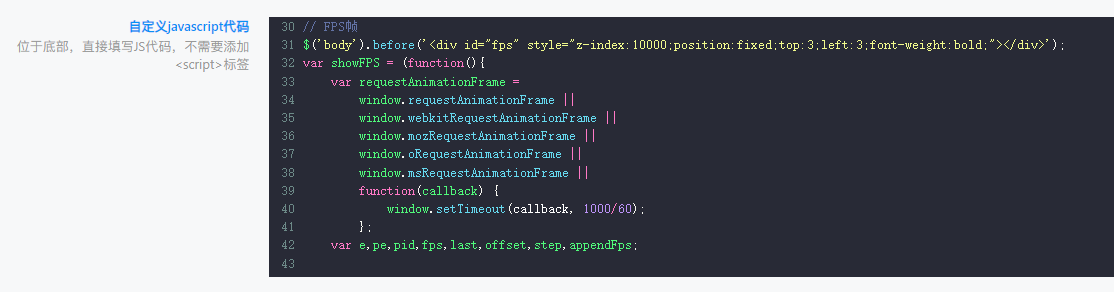 自定义javascript代码
位于底部，直接填写JS代码，不需要添加
<script>标签
30 // FPS帧
31 $('body').before('<div id="fps" style="z-index:10000;position:fixed;top:3;left:3;font-weight:bold;"></div>');
32 var showFPS = (function(){
33     var requestAnimationFrame =
34         window.requestAnimationFrame ||
35         window.webkitRequestAnimationFrame ||
36         window.mozRequestAnimationFrame ||
37         window.oRequestAnimationFrame ||
38         window.msRequestAnimationFrame ||
39         function(callback) {
40             window.setTimeout(callback, 1000/60);
41         };
42     var e,pe,pid,fps,last,offset,step,appendFps;
43